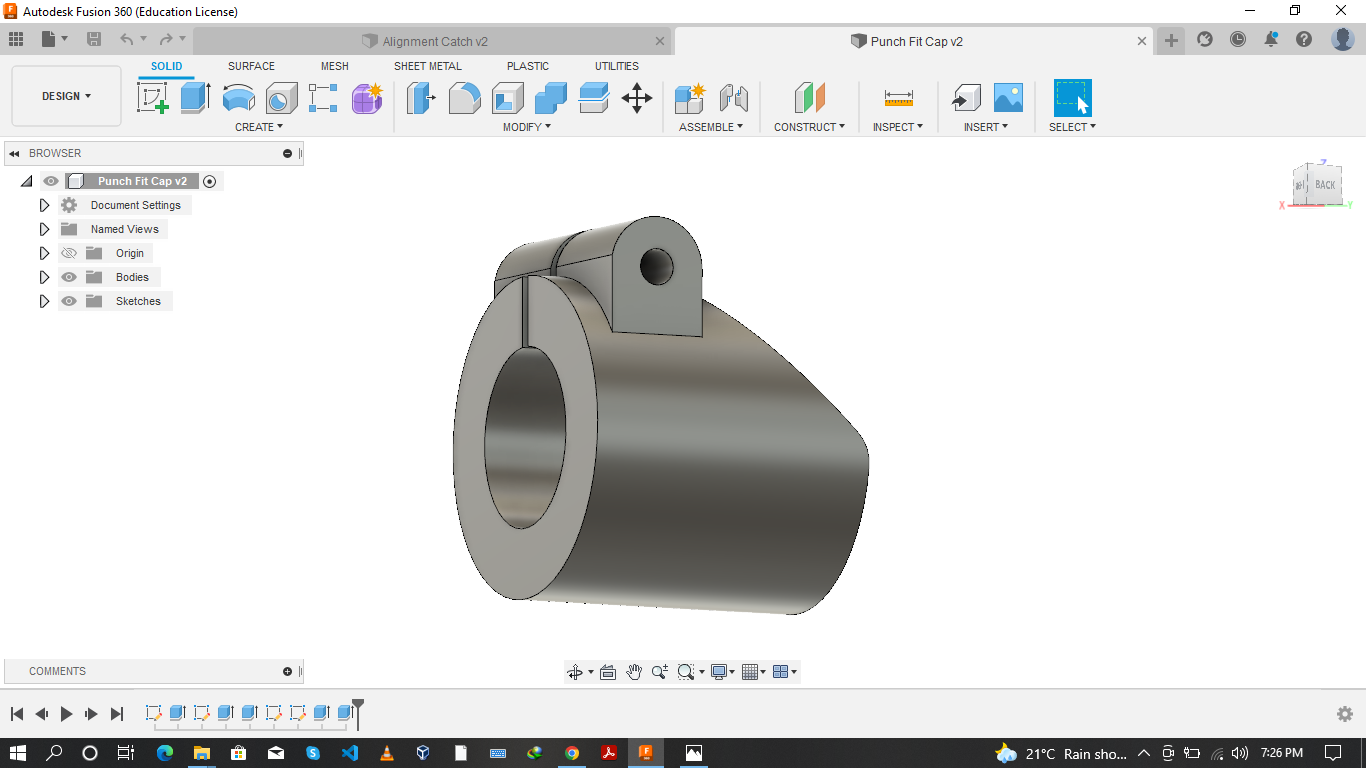 Autodesk Fusion 360 (Education License)
Alignment Catch v2
Punch Fit Cap v2
SOLID SURFACE MESH SHEET METAL PLASTIC UTILITIES
DESIGN
CREATE MODIFY ASSEMBLE CONSTRUCT INSPECT INSERT SELECT
BROWSER
Punch Fit Cap v2
Document Settings
Named Views
Origin
Bodies
Sketches
Z
BACK
X
Y
COMMENTS
21°C Rain sho... 7:26 PM